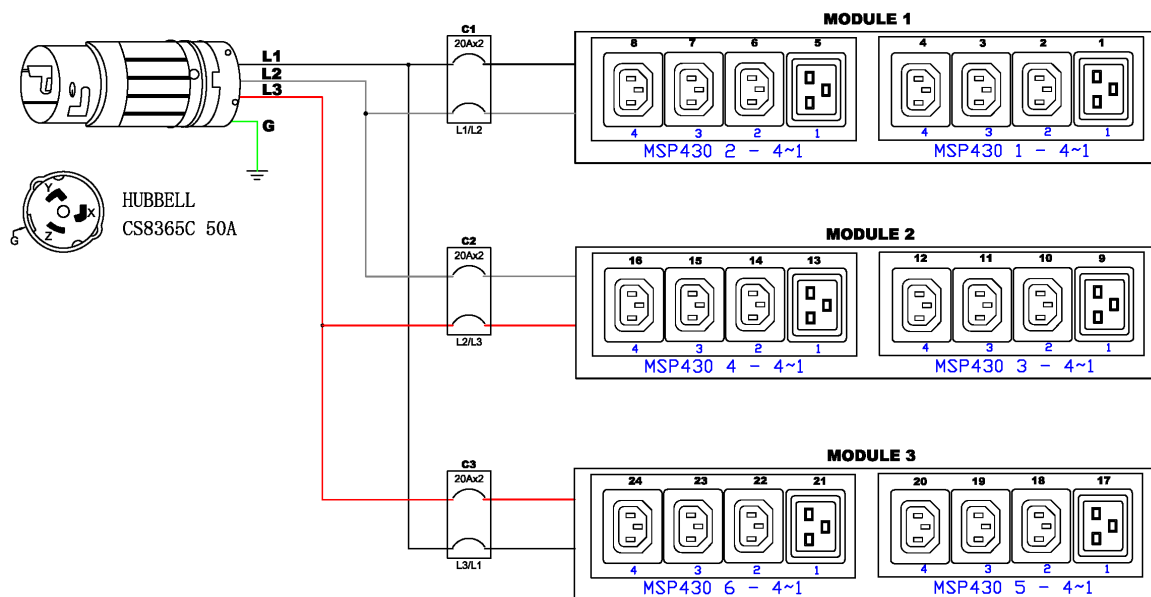 MODULE 1
C1
20Ax2
8 7 6 5 4 3 2 1
L1
L2
L3
G
L1/L2
4 3 2 1 4 3 2 1
MSP430 2 - 4~1 MSP430 1 - 4~1
Y
X
Z
G
HUBBELL
CS8365C 50A
MODULE 2
C2
20Ax2
16 15 14 13 12 11 10 9
L2/L3
4 3 2 1 4 3 2 1
MSP430 4 - 4~1 MSP430 3 - 4~1
MODULE 3
C3
20Ax2
24 23 22 21 20 19 18 17
L3/L1
4 3 2 1 4 3 2 1
MSP430 6 - 4~1 MSP430 5 - 4~1